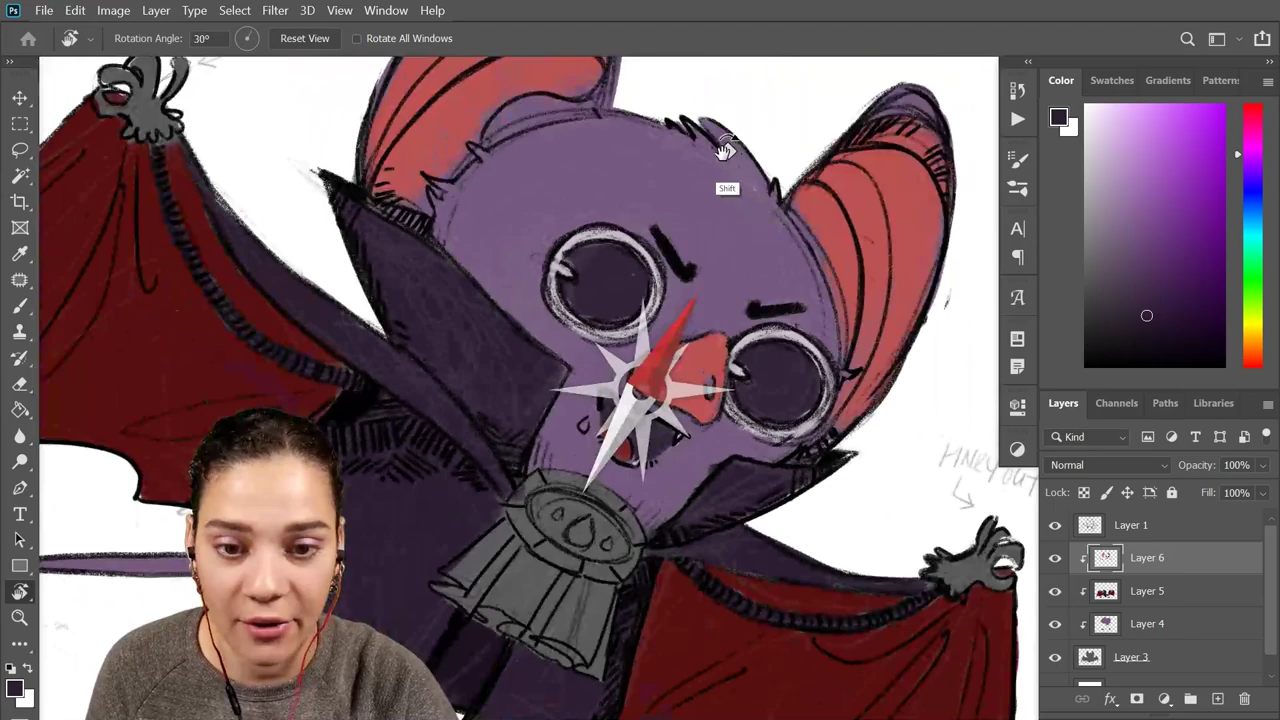 Ps File Edit Image Layer Type Select Filter 3D View Window Help
Rotation Angle: 30° Reset View Rotate All Windows
Color Swatches Gradients Pattern
Shift
Layers Channels Paths Libraries
Kind
Normal Opacity: 100%
Lock: Fill: 100%
Layer 1
Layer 6
Layer 5
Layer 4
Layer 3
fx